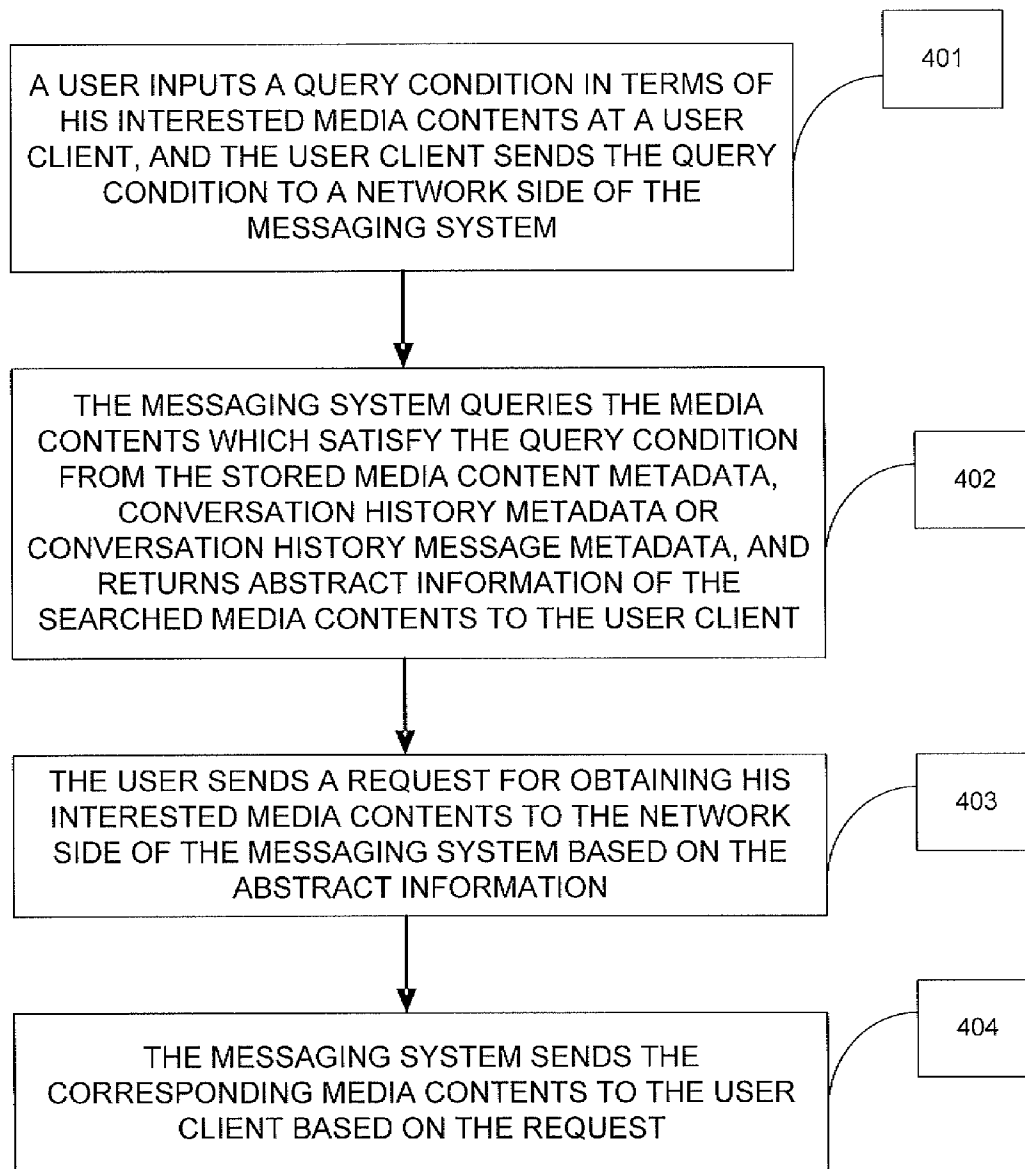 401
A USER INPUTS A QUERY CONDITION IN TERMS OF
HIS INTERESTED MEDIA CONTENTS AT A USER
CLIENT, AND THE USER CLIENT SENDS THE QUERY
CONDITION TO A NETWORK SIDE OF THE
MESSAGING SYSTEM
THE MESSAGING SYSTEM QUERIES THE MEDIA
CONTENTS WHICH SATISFY THE QUERY CONDITION
FROM THE STORED MEDIA CONTENT METADATA,
CONVERSATION HISTORY METADATA OR
CONVERSATION HISTORY MESSAGE METADATA, AND
RETURNS ABSTRACT INFORMATION OF THE
SEARCHED MEDIA CONTENTS TO THE USER CLIENT
402
THE USER SENDS A REQUEST FOR OBTAINING HIS
INTERESTED MEDIA CONTENTS TO THE NETWORK
SIDE OF THE MESSAGING SYSTEM BASED ON THE
ABSTRACT INFORMATION
403
THE MESSAGING SYSTEM SENDS THE
CORRESPONDING MEDIA CONTENTS TO THE USER
CLIENT BASED ON THE REQUEST
404